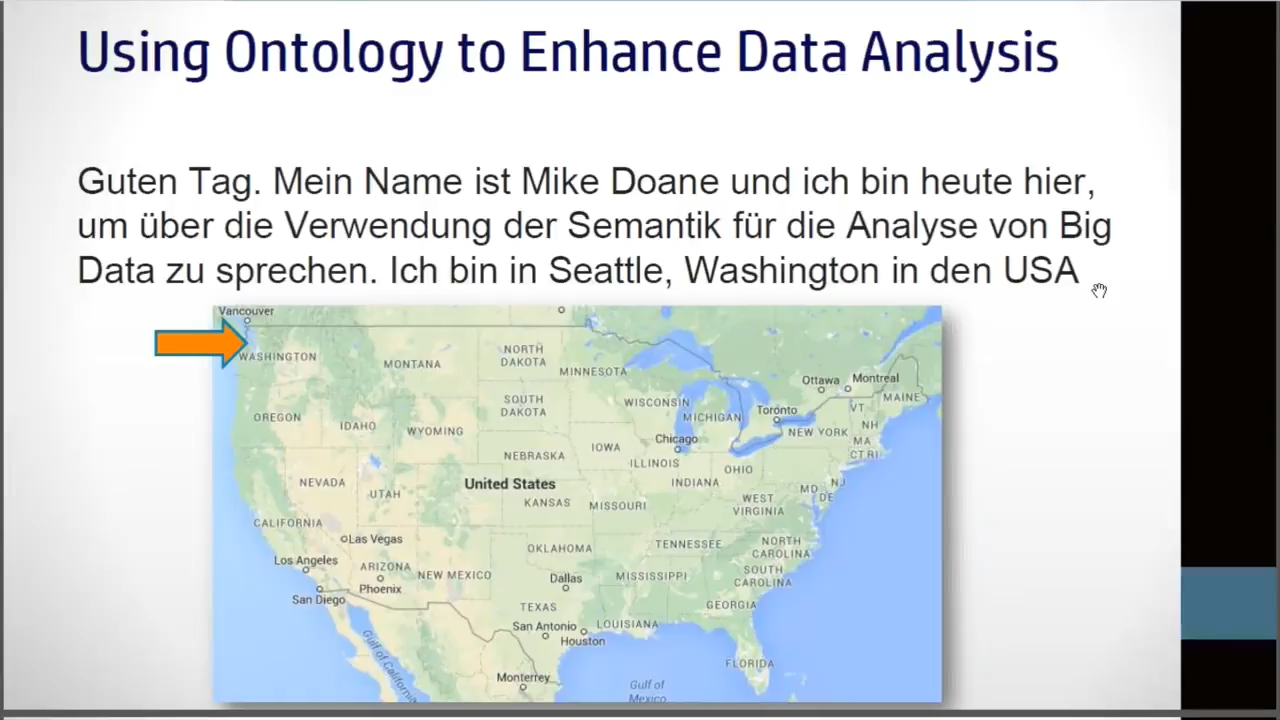 Using Ontology to Enhance Data Analysis
Guten Tag. Mein Name ist Mike Doane und ich bin heute hier,
um über die Verwendung der Semantik für die Analyse von Big
Data zu sprechen. Ich bin in Seattle, Washington in den USA
Vancouver
WASHINGTON
MONTANA
NORTH
DAKOTA
MINNESOTA
Ottawa
Montreal
MAINE
OREGON
IDAHO
WYOMING
SOUTH
DAKOTA
WISCONSIN
MICHIGAN
Toronto
VT
NH
NEW YORK
MA
CT RI
Chicago
IOWA
NEBRASKA
ILLINOIS
INDIANA
OHIO
NEVADA
UTAH
United States
KANSAS
MISSOURI
WEST
VIRGINIA
MD
NJ
DE
CALIFORNIA
Las Vegas
OKLAHOMA
TENNESSEE
NORTH
CAROLINA
Los Angeles
ARIZONA
NEW MEXICO
Phoenix
Dallas
MISSISSIPPI
SOUTH
CAROLINA
San Diego
TEXAS
GEORGIA
San Antonio
LOUISIANA
Houston
Gulf of California
FLORIDA
Monterrey
Gulf of
Mexico